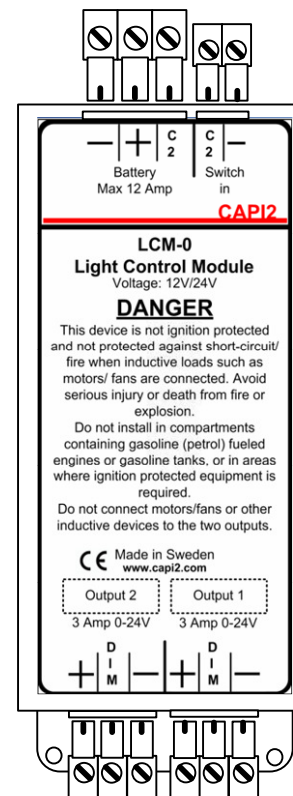 — + C2 C2 —
Battery Switch
Max 12 Amp in
CAPI2
LCM-0
Light Control Module
Voltage: 12V/24V
DANGER
This device is not ignition protected
and not protected against short-circuit/
fire when inductive loads such as
motors/ fans are connected. Avoid
serious injury or death from fire or
explosion.
Do not install in compartments
containing gasoline (petrol) fueled
engines or gasoline tanks, or in areas
where ignition protected equipment is
required.
Do not connect motors/fans or other
inductive devices to the two outputs.
CE Made in Sweden
www.capi2.com
Output 2 Output 1
3 Amp 0-24V 3 Amp 0-24V
+ DIM — + DIM —